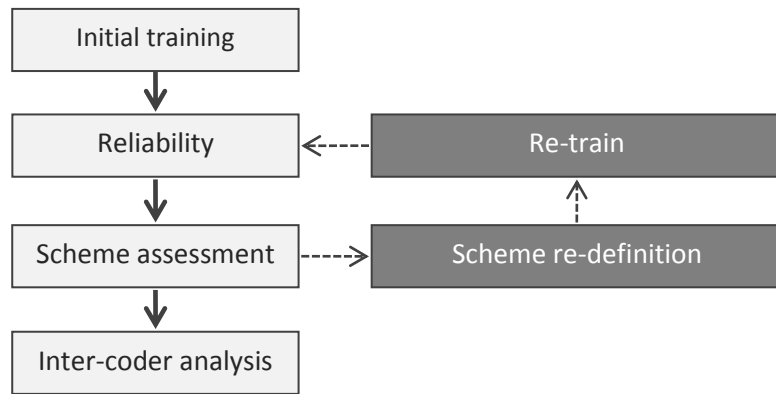 Initial training
Reliability
Re-train
Scheme assessment
Scheme re-definition
Inter-coder analysis